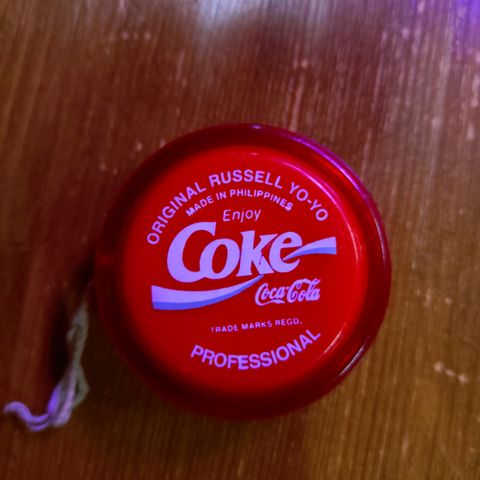 ORIGINAL RUSSELL YO-YO
MADE IN PHILIPPINES
Enjoy
Coke
Coca-Cola
TRADE MARKS REGD.
PROFESSIONAL